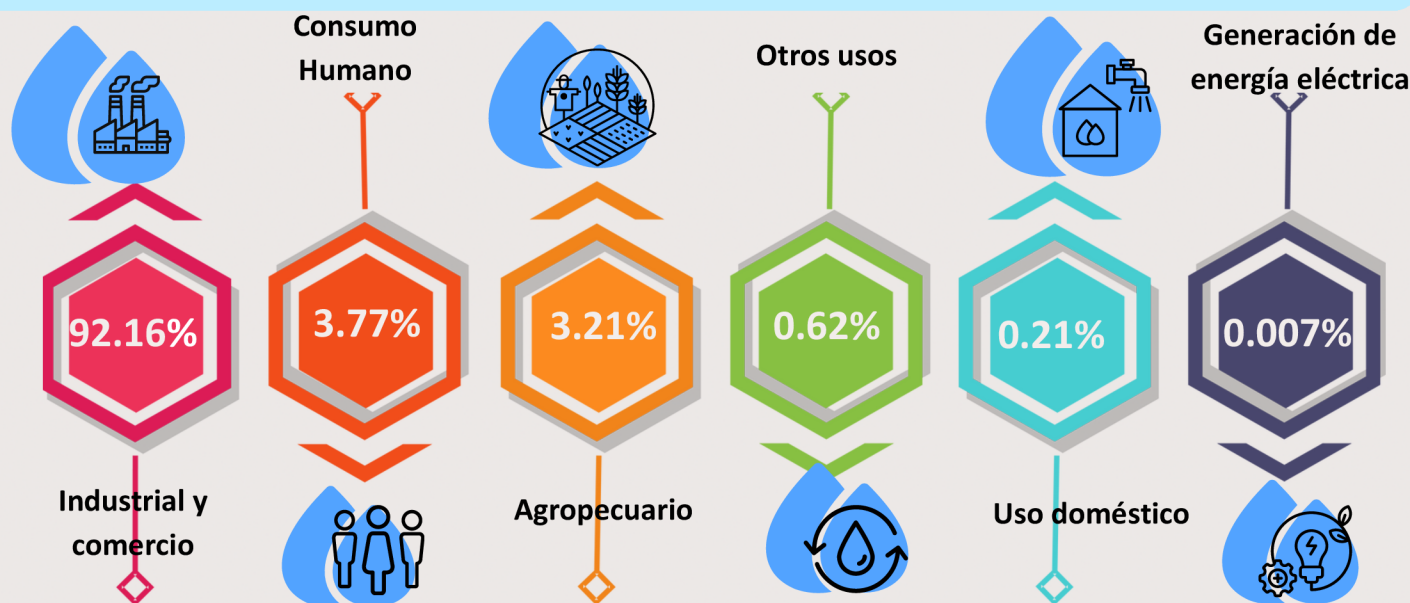 Consumo
Humano
Otros usos
Generación de
energía eléctrica
92.16%
3.77%
3.21%
0.62%
0.21%
0.007%
Industrial y
comercio
Agropecuario
Uso doméstico